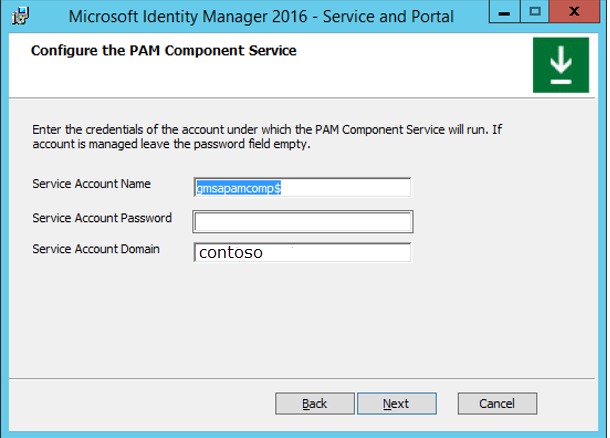 Microsoft Identity Manager 2016 - Service and Portal
Configure the PAM Component Service
Enter the credentials of the account under which the PAM Component Service will run. If
account is managed leave the password field empty.
Service Account Name gmsapamcomp$
Service Account Password
Service Account Domain contoso
Back Next Cancel